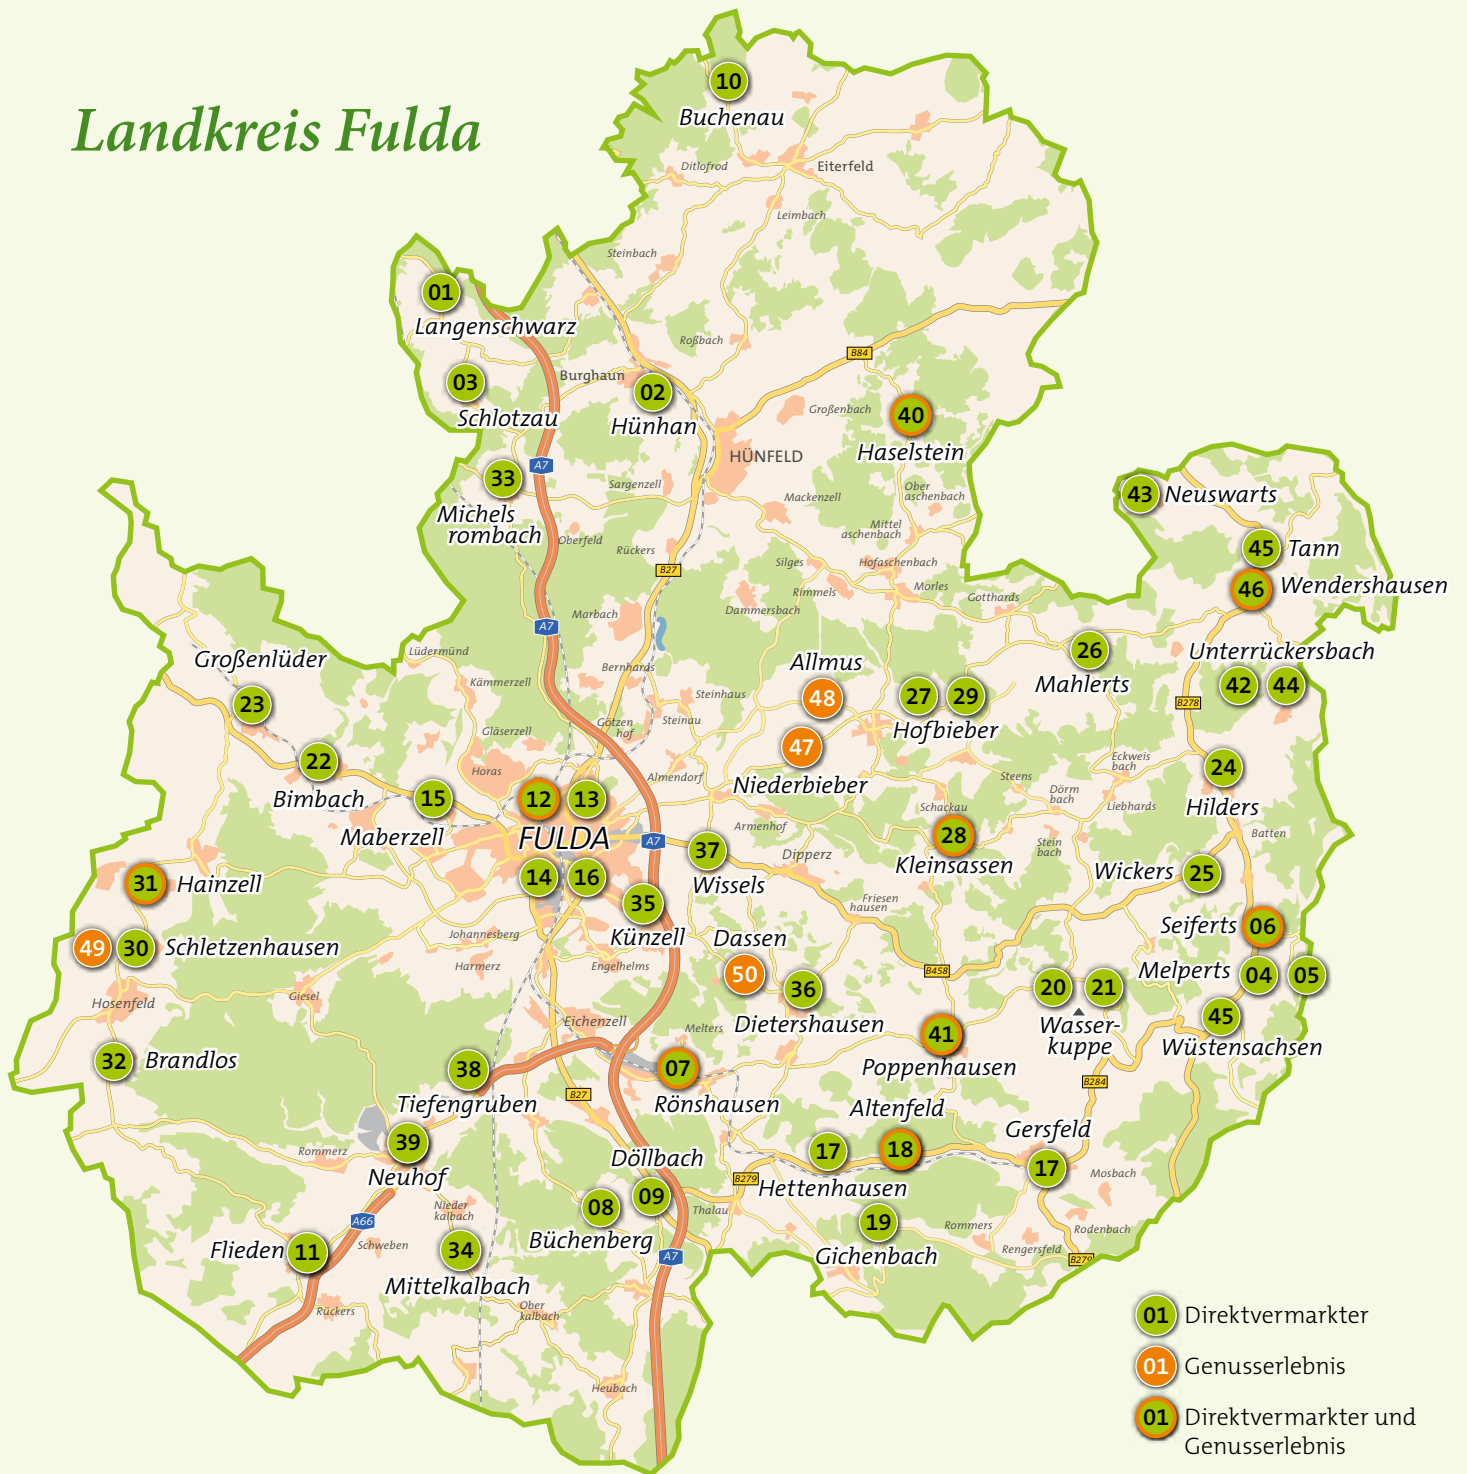 Landkreis Fulda
10
Buchenau
Ditlofrod
Eiterfeld
Leimbach
Steinbach
01
Langenschwarz
Roßbach
B84
03
Burghaun
02
Schlotzau
Hünhan
Großenbach
40
Haselstein
HÜNFELD
A7
33
Sargenzell
Mackenzell
Ober
aschenbach
43
Neuswarts
Michels
rombach
Oberfeld
Rückers
Mittel
aschenbach
45
Tann
B27
Silges
Hofaschenbach
46
Wendershausen
Rimmels
Morles
Gotthards
Marbach
Dammersbach
A7
Lüdermünd
Großenlüder
Bernhards
Allmus
26
Mahlerts
Unterrückersbach
Kämmerzell
Steinhaus
48
27
29
42
44
23
Götzen
hof
Steinau
B278
Gläserzell
Hofbieber
47
22
Horas
Almendorf
Niederbieber
Steens
Eckweis
bach
24
Bimbach
15
12
13
Schackau
Dörm
bach
Liebhards
Hilders
Maberzell
FULDA
A7
Armenhof
28
Batten
37
Dipperz
Stein
bach
Kleinsassen
31
Hainzell
14
16
Wissels
Wickers
25
35
Friesen
hausen
Künzell
Seiferts
06
49
30
Schletzenhausen
Johannesberg
Dassen
Harmerz
Engelhelms
50
B458
Melperts
04
05
Hosenfeld
Giesel
36
20
21
Eichenzell
Melters
Dietershausen
41
Wasser-
kuppe
45
Wüstensachsen
32
Brandlos
38
07
Poppenhausen
B284
Tiefengruben
B27
Rönshausen
Altenfeld
39
Rommerz
Gersfeld
Neuhof
Döllbach
17
18
17
Mosbach
B279
Hettenhausen
08
09
Nieder
kalbach
Thalau
A66
19
Rommers
Rodenbach
Flieden
11
Schweben
34
Büchenberg
A7
Gichenbach
Rengersfeld
B279
Mittelkalbach
Rückers
Ober
kalbach
Heubach
01 Direktvermarkter
01 Genusserlebnis
01 Direktvermarkter und
Genusserlebnis